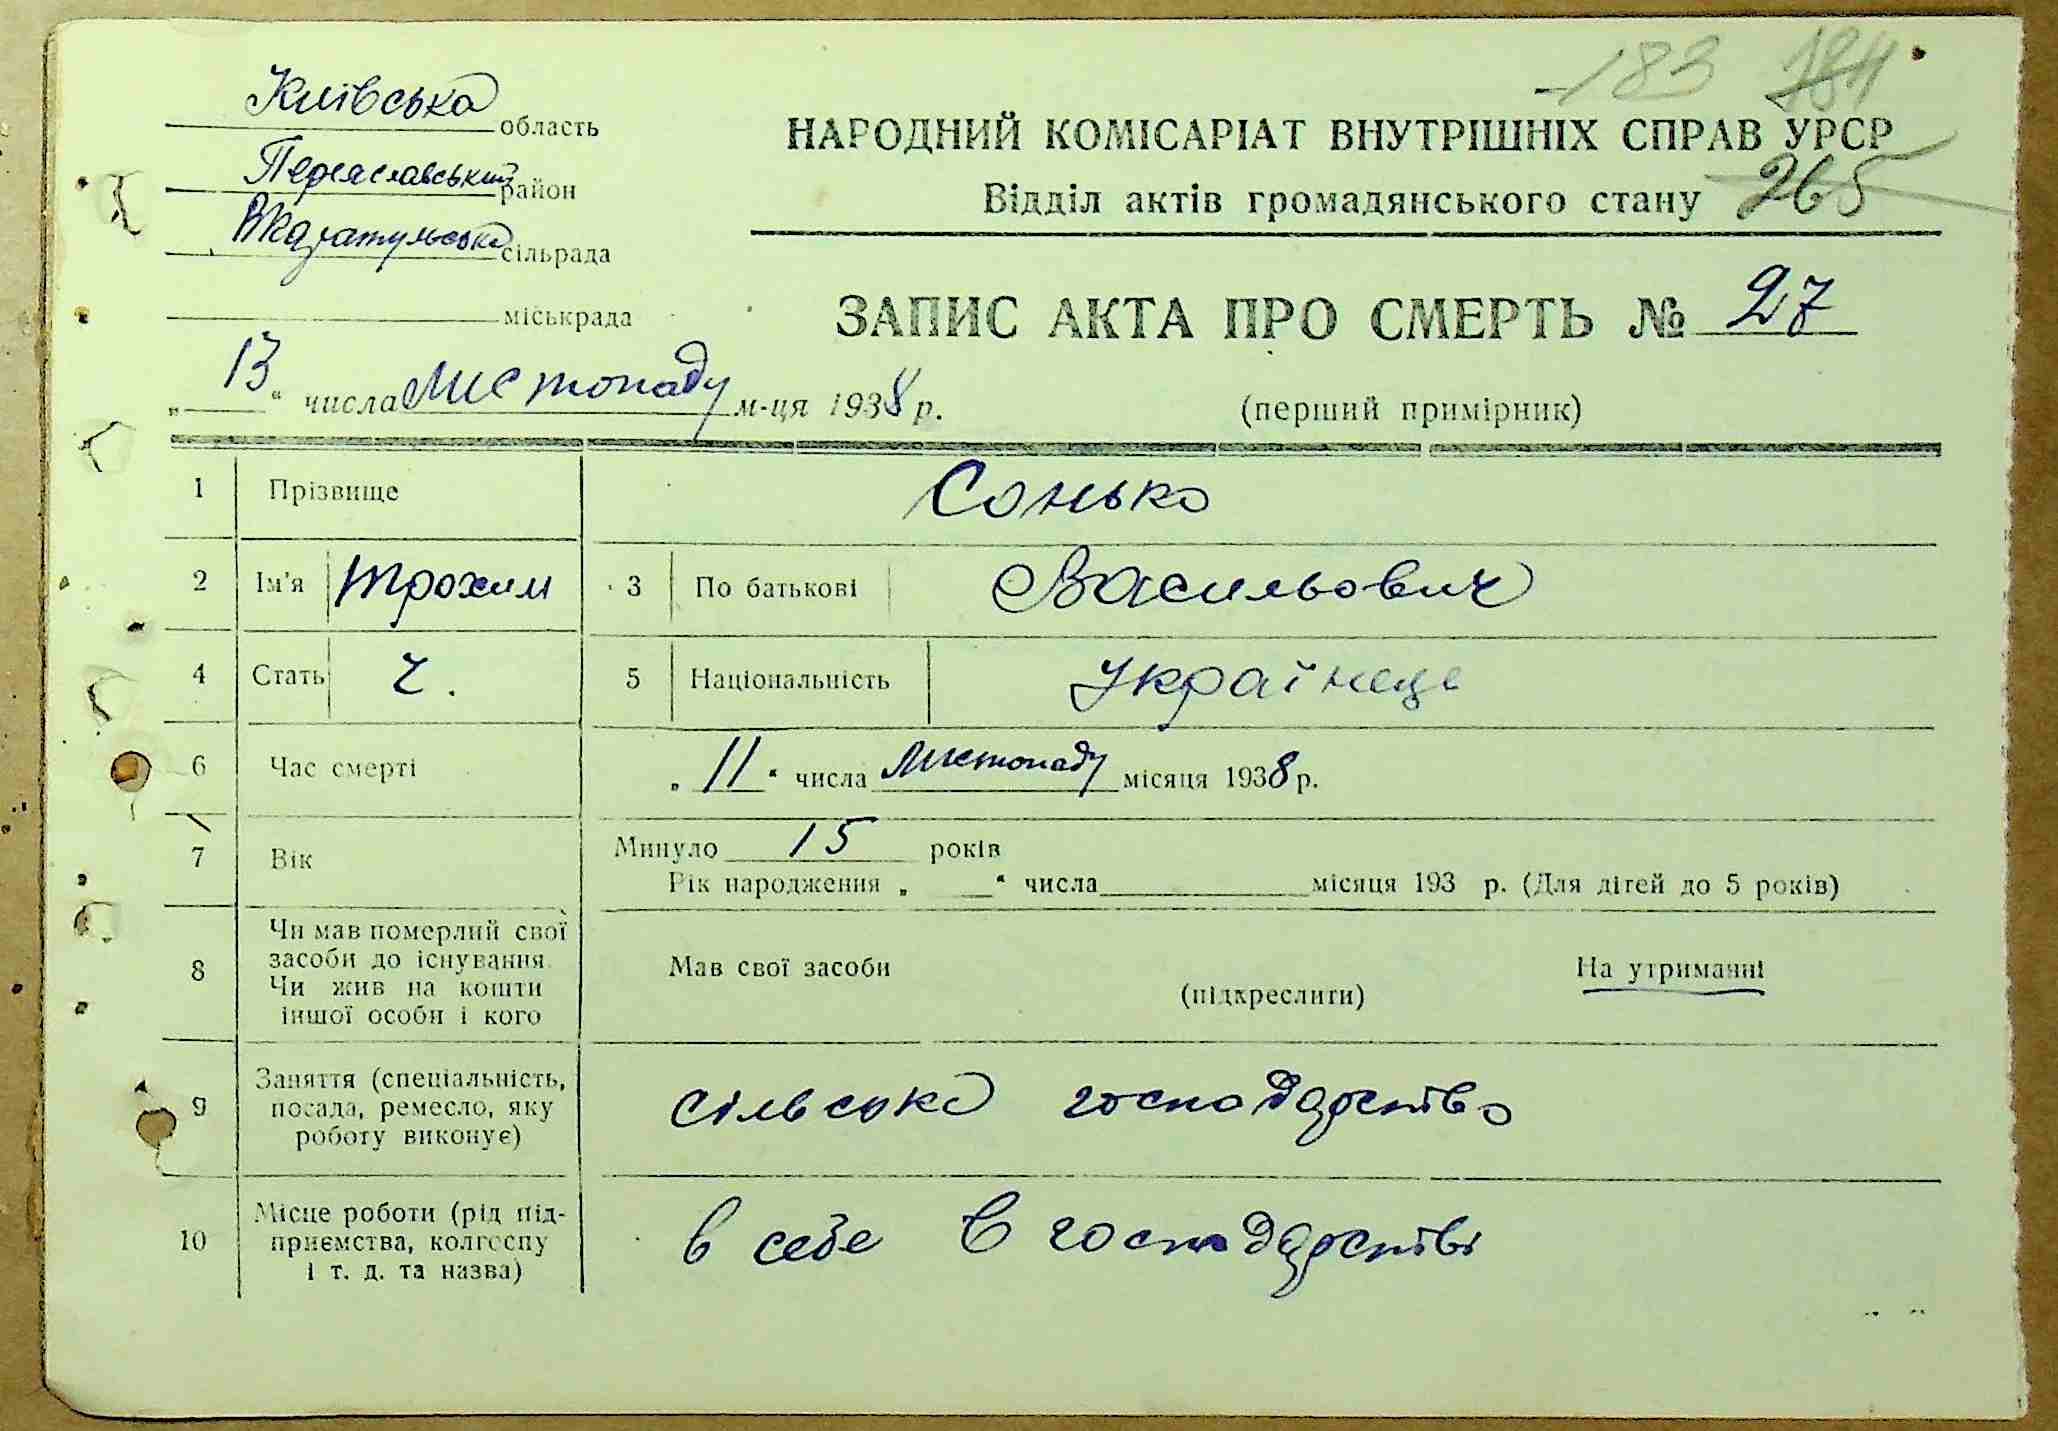 183 184
Київська область
НАРОДНИЙ КОМІСАРІАТ ВНУТРІШНІХ СПРАВ УРСР
Переяславський район
Відділ актів громадянського стану 265
В Каратульська сільрада
міськрада
ЗАПИС АКТА ПРО СМЕРТЬ № 27
„13“ числа Листопаду м-ця 1938 р.
(перший примірник)
1 Прізвище Сонько
2 Ім'я Трохим 3 По батькові Васильович
4 Стать ч. 5 Національність Українець
6 Час смерті „11“ числа Листопаду місяця 1938 р.
7 Вік Минуло 15 років
Рік народження „ “ числа місяця 193 р. (Для дітей до 5 років)
8 Чи мав померлий свої
засоби до існування.
Чи жив на кошти
іншої особи і кого
Мав свої засоби (підкреслити) На утриманні
9 Заняття (спеціальність,
посада, ремесло, яку
роботу виконує)
сільське господарство
10 Місце роботи (рід під-
приємства, колгоспу
і т. д. та назва)
в себе в господарстві